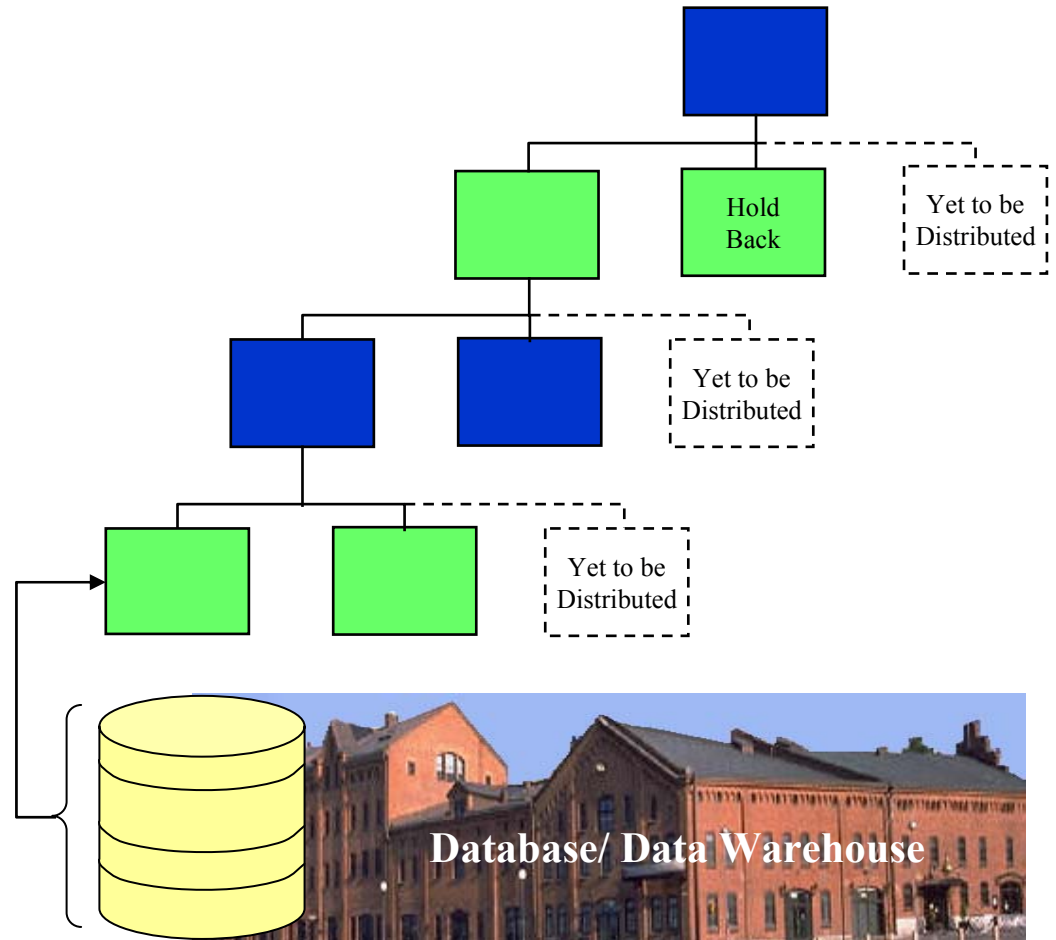 Hold
Back
Yet to be
Distributed
Yet to be
Distributed
Yet to be
Distributed
Database/ Data Warehouse